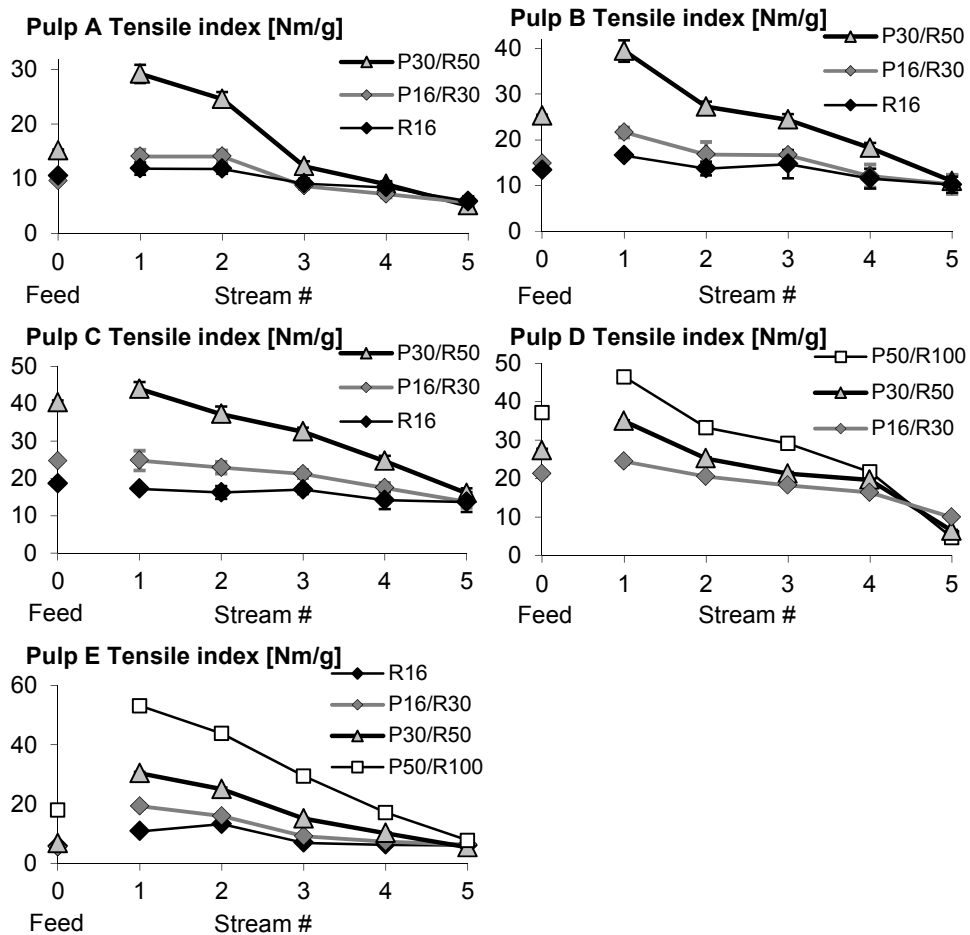 Pulp A Tensile index [Nm/g]
P30/R50
P16/R30
R16
30
20
10
0
0 1 2 3 4 5
Feed Stream #
Pulp B Tensile index [Nm/g]
P30/R50
P16/R30
R16
40
30
20
10
0
0 1 2 3 4 5
Feed Stream #
Pulp C Tensile index [Nm/g]
P30/R50
P16/R30
R16
50
40
30
20
10
0
0 1 2 3 4 5
Feed Stream #
Pulp D Tensile index [Nm/g]
P50/R100
P30/R50
P16/R30
50
40
30
20
10
0
0 1 2 3 4 5
Feed Stream #
Pulp E Tensile index [Nm/g]
R16
P16/R30
P30/R50
P50/R100
60
40
20
0
0 1 2 3 4 5
Feed Stream #